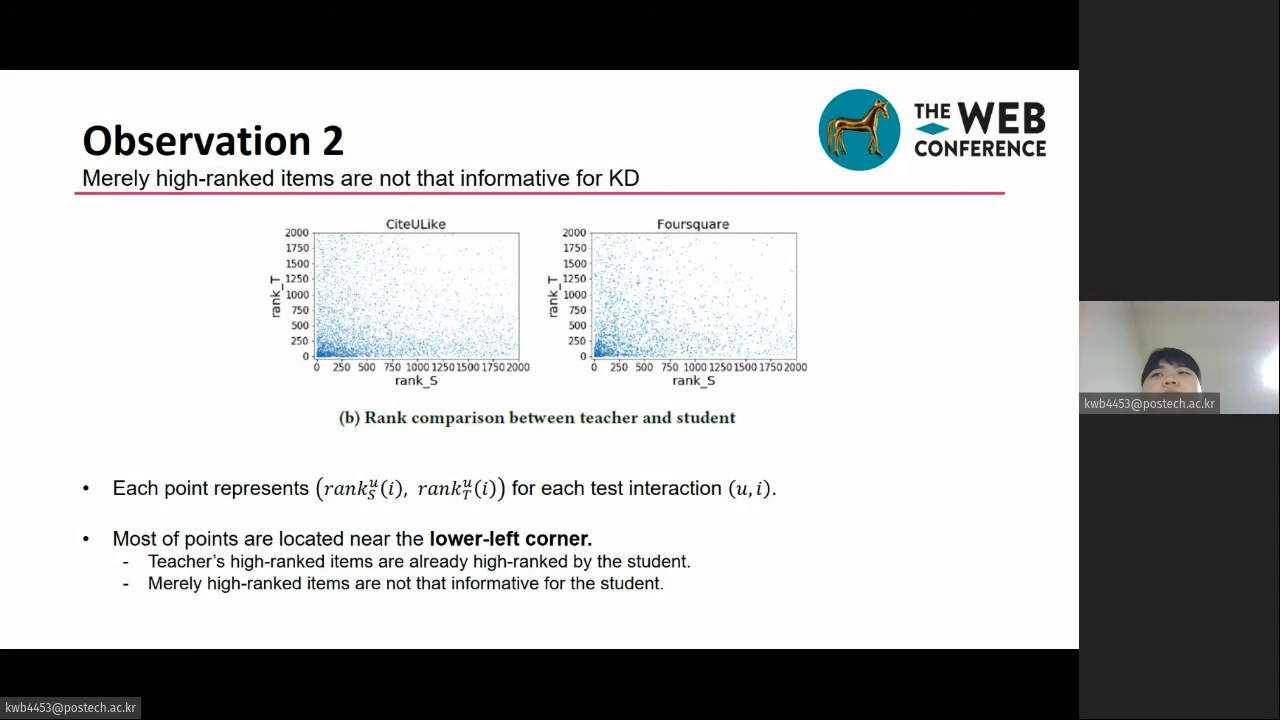 THE WEB
CONFERENCE
Observation 2
Merely high-ranked items are not that informative for KD
CiteULike
2000
1750
1500
1250
1000
750
500
250
0
rank_T
0 250 500 750 1000 1250 1500 1750 2000
rank_S
Foursquare
2000
1750
1500
1250
1000
750
500
250
0
rank_T
0 250 500 750 1000 1250 1500 1750 2000
rank_S
(b) Rank comparison between teacher and student
• Each point represents (rank_S^u(i), rank_T^u(i)) for each test interaction (u, i).
• Most of points are located near the lower-left corner.
- Teacher's high-ranked items are already high-ranked by the student.
- Merely high-ranked items are not that informative for the student.
kwb4453@postech.ac.kr
kwb4453@postech.ac.kr